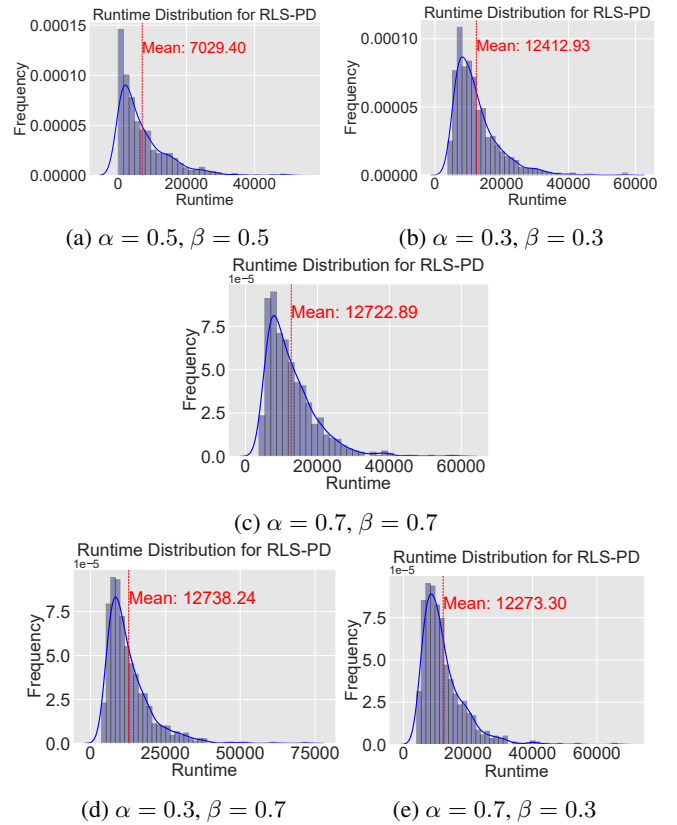 Runtime Distribution for RLS-PD
0.00015
0.00010
0.00005
0.00000
Frequency
Mean: 7029.40
0 20000 40000
Runtime
(a) α = 0.5, β = 0.5
Runtime Distribution for RLS-PD
0.00010
0.00005
0.00000
Frequency
Mean: 12412.93
0 20000 40000 60000
Runtime
(b) α = 0.3, β = 0.3
Runtime Distribution for RLS-PD
1e−5
7.5
5.0
2.5
0.0
Frequency
Mean: 12722.89
0 20000 40000 60000
Runtime
(c) α = 0.7, β = 0.7
Runtime Distribution for RLS-PD
1e−5
7.5
5.0
2.5
0.0
Frequency
Mean: 12738.24
0 25000 50000 75000
Runtime
(d) α = 0.3, β = 0.7
Runtime Distribution for RLS-PD
1e−5
7.5
5.0
2.5
0.0
Frequency
Mean: 12273.30
0 20000 40000 60000
Runtime
(e) α = 0.7, β = 0.3